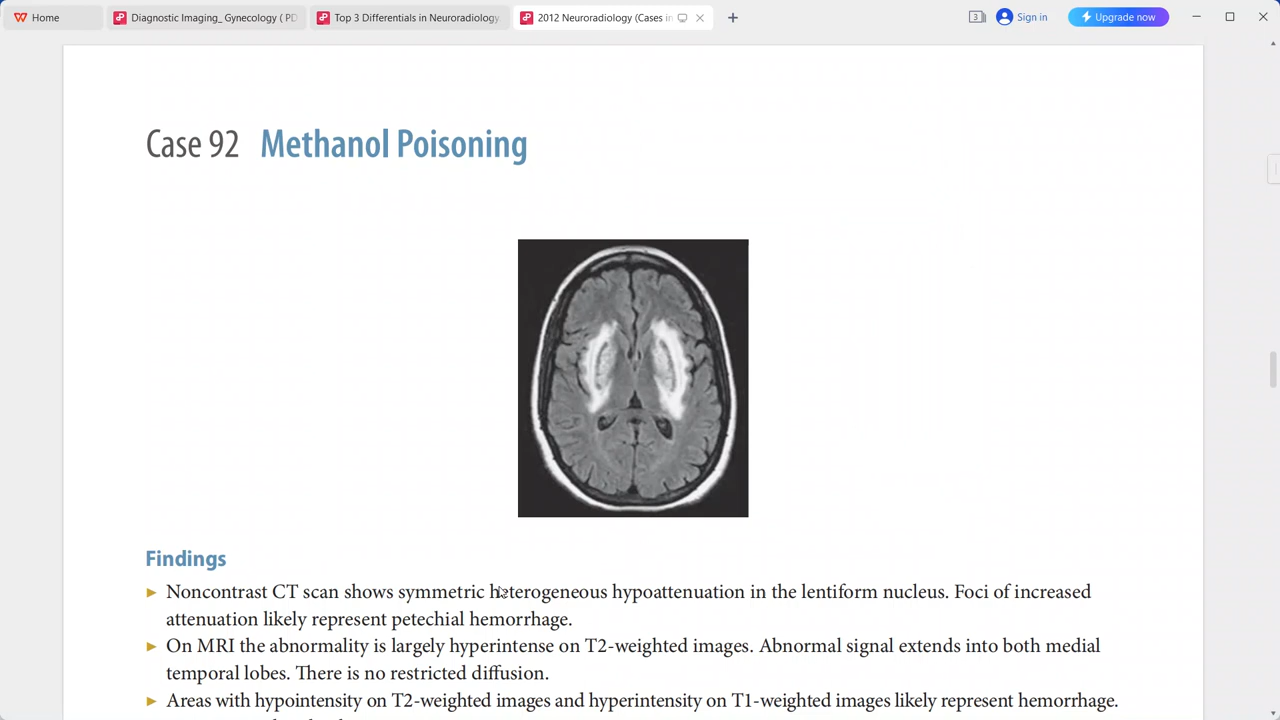 Home
Diagnostic Imaging_ Gynecology ( PD
Top 3 Differentials in Neuroradiology
2012 Neuroradiology (Cases in
3
Sign in
Upgrade now
Case 92 Methanol Poisoning
Findings
► Noncontrast CT scan shows symmetric heterogeneous hypoattenuation in the lentiform nucleus. Foci of increased
attenuation likely represent petechial hemorrhage.
► On MRI the abnormality is largely hyperintense on T2-weighted images. Abnormal signal extends into both medial
temporal lobes. There is no restricted diffusion.
► Areas with hypointensity on T2-weighted images and hyperintensity on T1-weighted images likely represent hemorrhage.